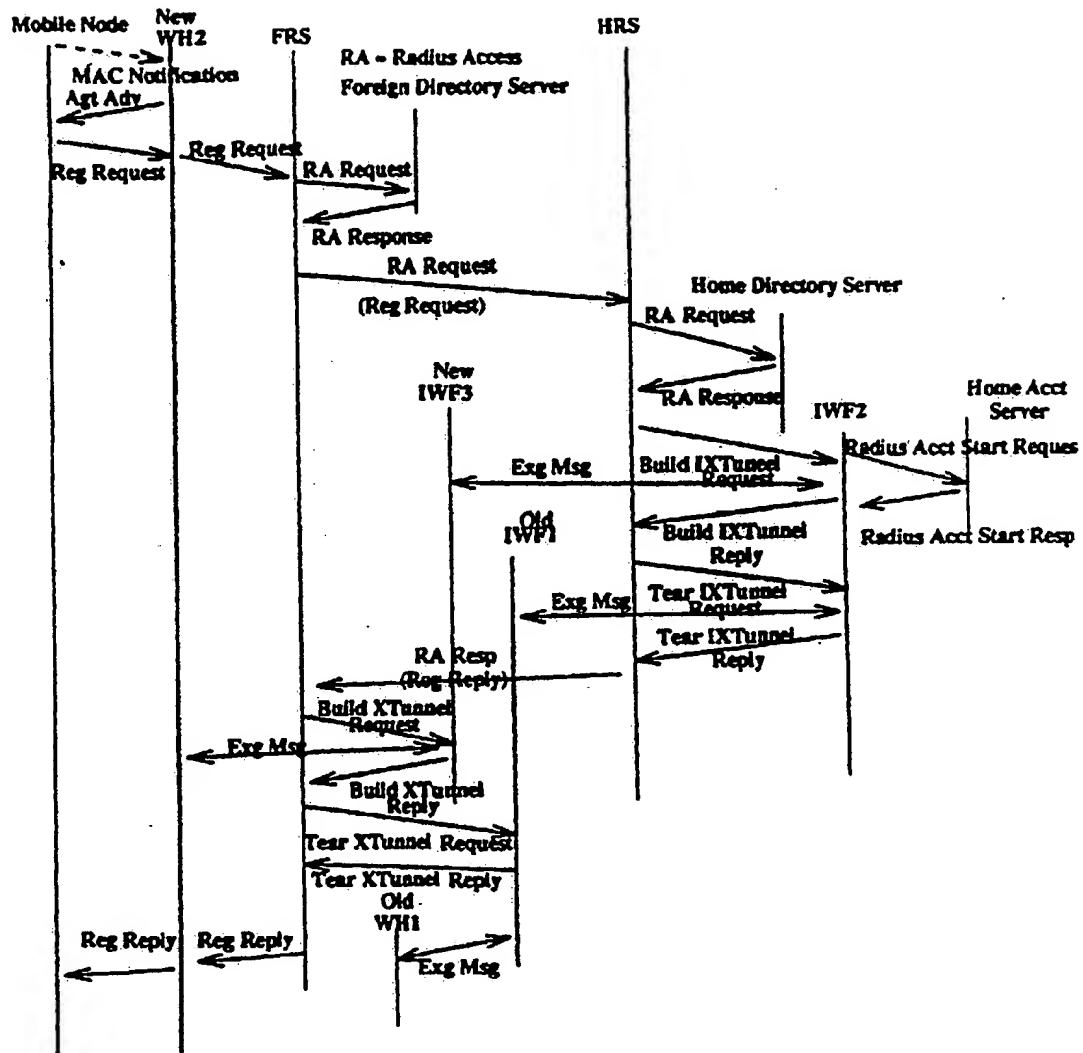 Mobile Node
New
WH2
FRS
HRS
RA - Radius Access
Foreign Directory Server
MAC Notification
Agt Adv
Reg Request
Reg Request
RA Request
RA Response
RA Request
(Reg Request)
Home Directory Server
RA Request
RA Response
New
IWF3
IWF2
Home Acct
Server
Radius Acct Start Reques
Exg Msg
Build IXTunnel
Request
Old
IWF1
Build IXTunnel
Reply
Radius Acct Start Resp
Tear IXTunnel
Request
Exg Msg
Tear IXTunnel
Reply
RA Resp
(Reg Reply)
Build XTunnel
Request
Exg Msg
Build XTunnel
Reply
Tear XTunnel Request
Tear XTunnel Reply
Old
WH1
Reg Reply
Reg Reply
Exg Msg